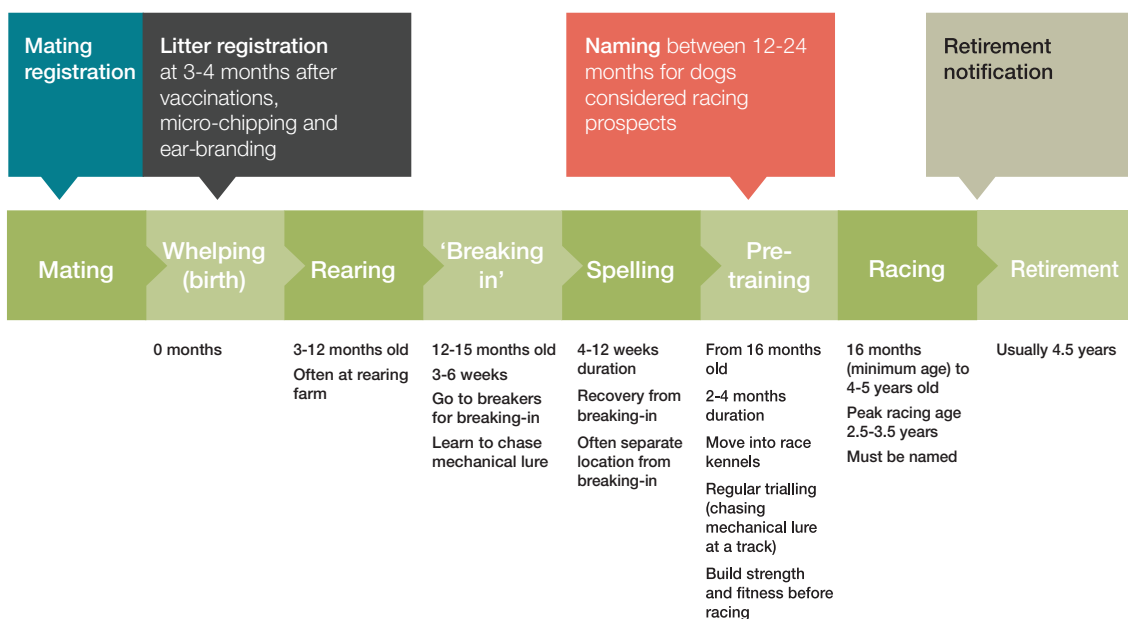 Mating
registration
Litter registration
at 3-4 months after
vaccinations,
micro-chipping and
ear-branding
Naming between 12-24
months for dogs
considered racing
prospects
Retirement
notification
Mating
Whelping
(birth)
Rearing
‘Breaking
in’
Spelling
Pre-
training
Racing
Retirement
0 months
3-12 months old
Often at rearing
farm
12-15 months old
3-6 weeks
Go to breakers
for breaking-in
Learn to chase
mechanical lure
4-12 weeks
duration
Recovery from
breaking-in
Often separate
location from
breaking-in
From 16 months
old
2-4 months
duration
Move into race
kennels
Regular trialling
(chasing
mechanical lure
at a track)
Build strength
and fitness before
racing
16 months
(minimum age) to
4-5 years old
Peak racing age
2.5-3.5 years
Must be named
Usually 4.5 years